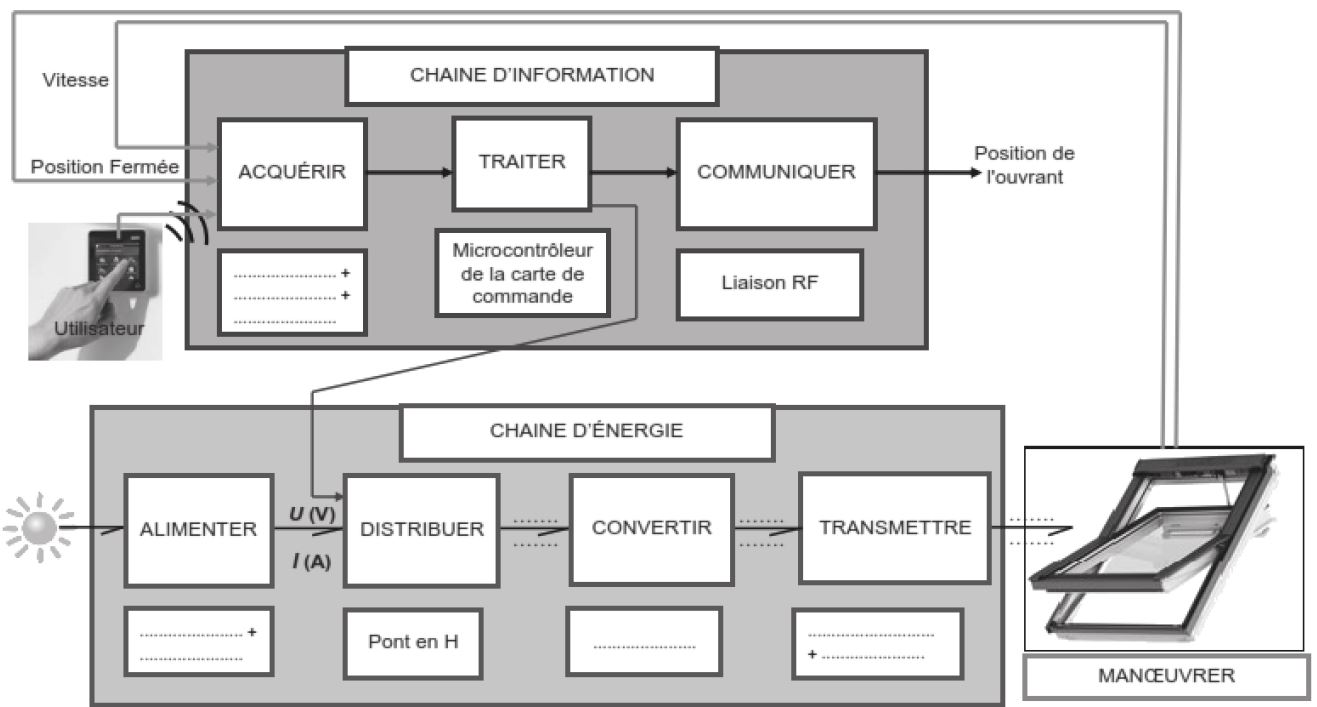 CHAINE D'INFORMATION
Vitesse
Position Fermée
ACQUÉRIR
TRAITER
COMMUNIQUER
Position de
l'ouvrant
Utilisateur
........................ +
........................ +
........................
Microcontrôleur
de la carte de
commande
Liaison RF
CHAINE D'ÉNERGIE
ALIMENTER
U (V)
I (A)
DISTRIBUER
.......
.......
CONVERTIR
.......
.......
TRANSMETTRE
.......
.......
........................ +
........................
Pont en H
........................
.............................
+ ........................
MANŒUVRER